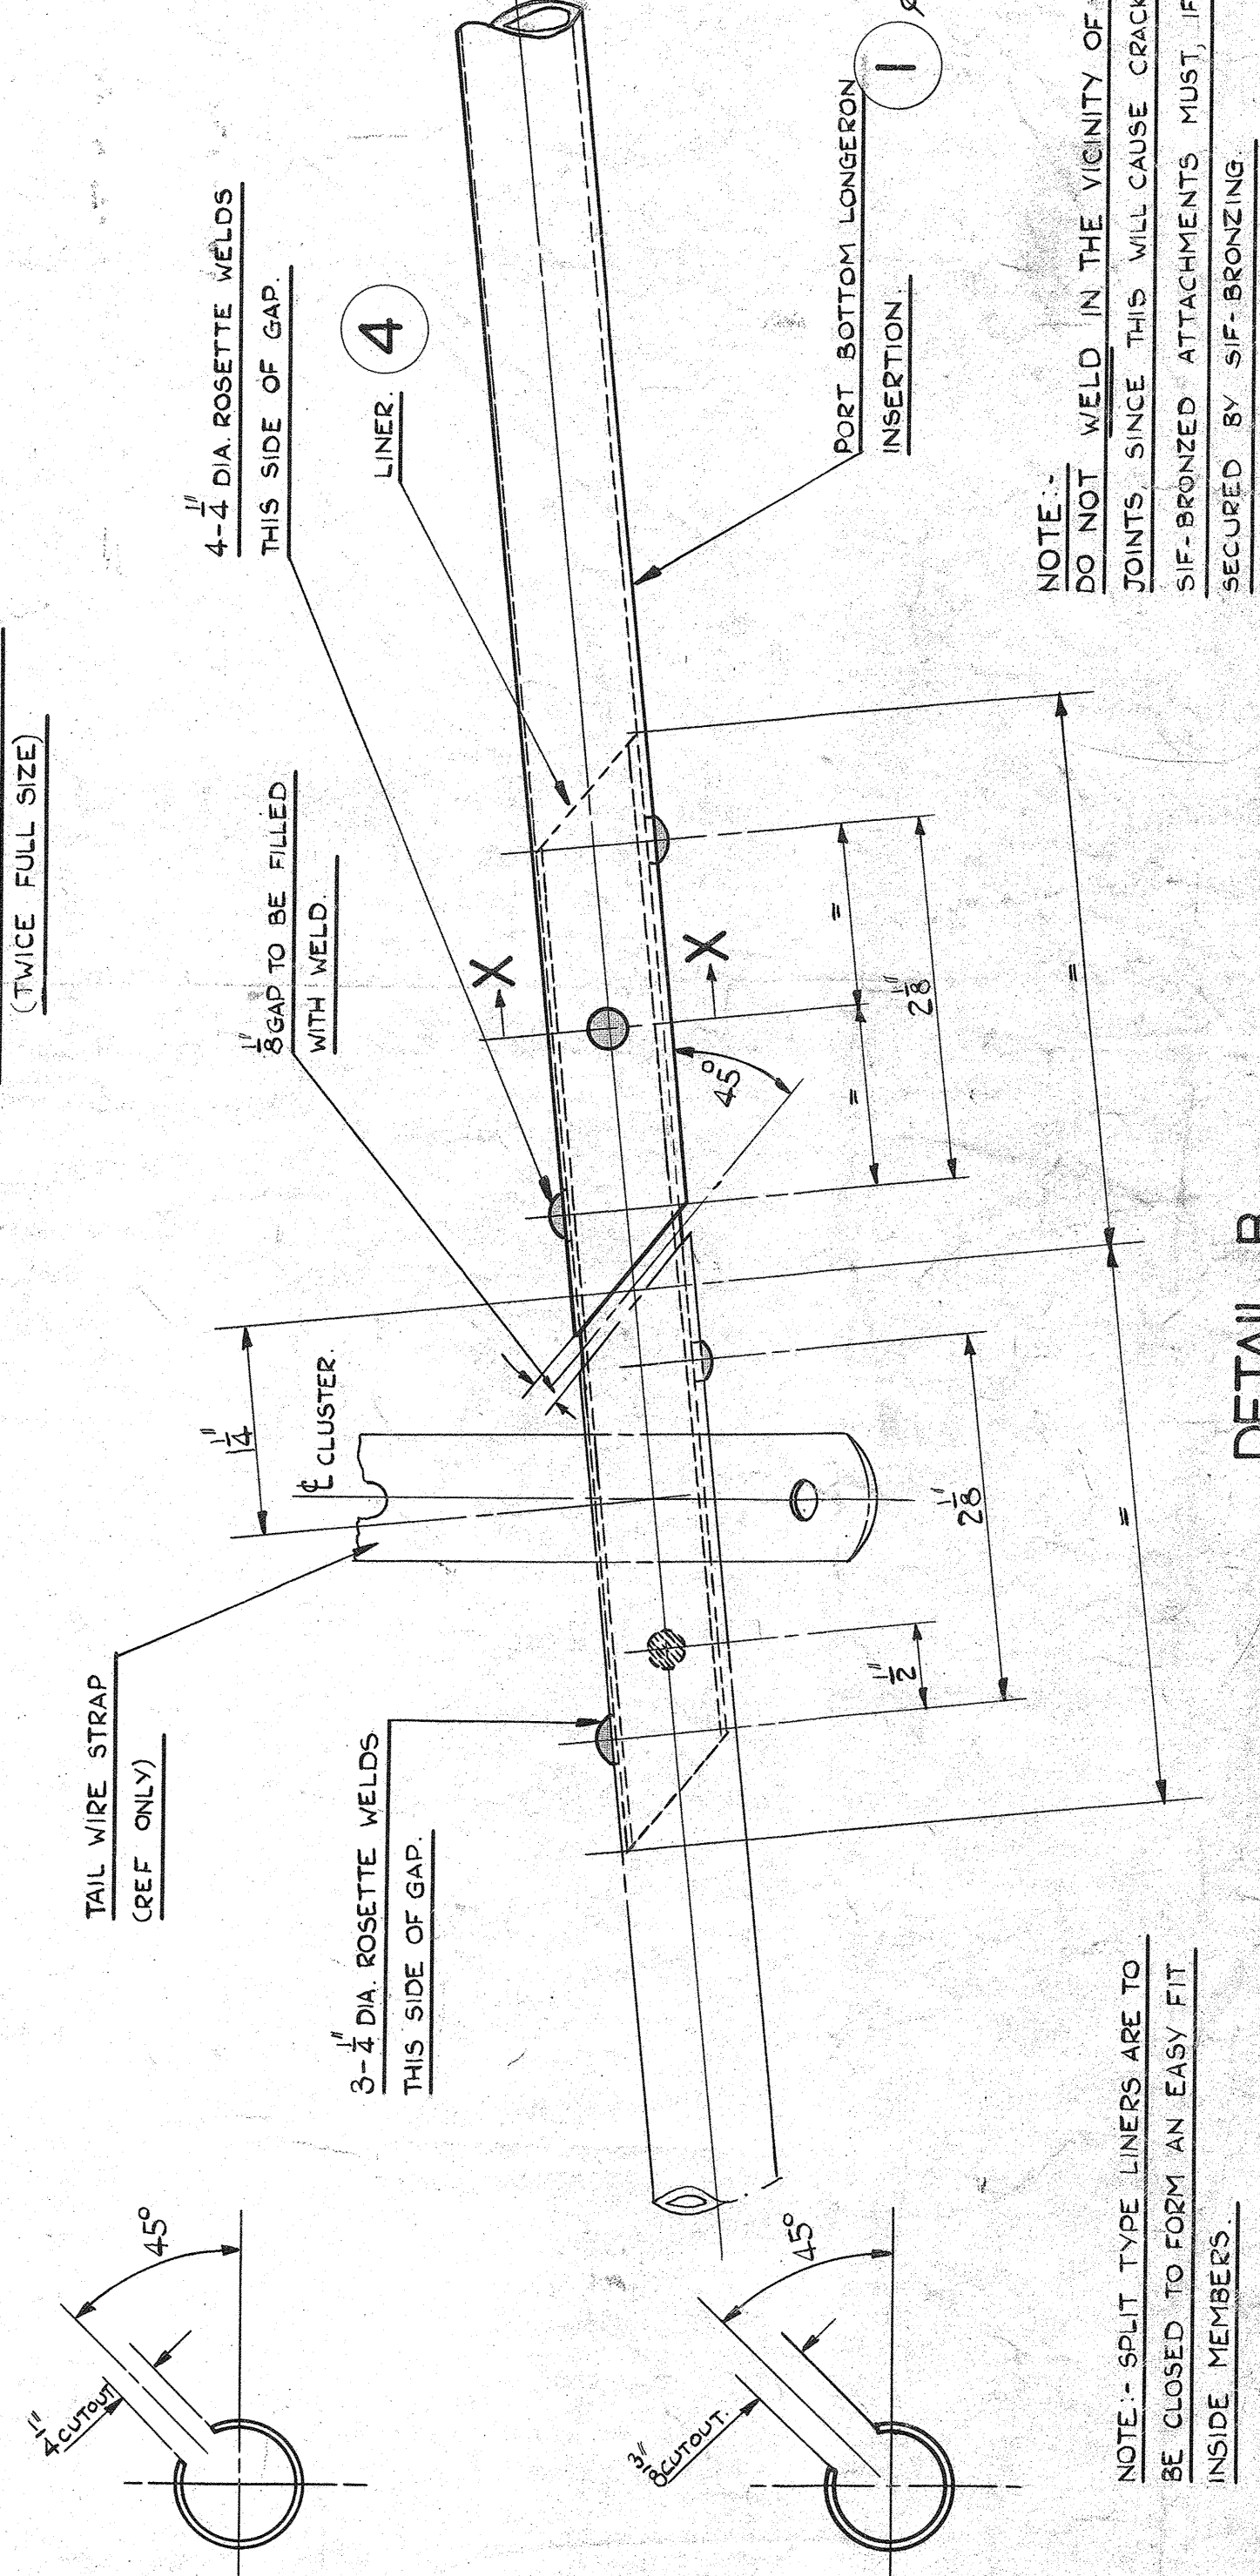 (TWICE FULL SIZE)
4-1/4" DIA. ROSETTE WELDS
THIS SIDE OF GAP.
LINER.
4
1/8" GAP TO BE FILLED
WITH WELD.
PORT BOTTOM LONGERON
INSERTION.
1
NOTE:-
DO NOT WELD IN THE VICINITY OF
JOINTS, SINCE THIS WILL CAUSE CRACK
SIF-BRONZED ATTACHMENTS MUST, IF
SECURED BY SIF-BRONZING.
X
X
45°
=
=
2 1/8"
=
=
1 1/4"
℄ CLUSTER.
2 1/8"
1/2"
TAIL WIRE STRAP
(REF ONLY)
3-1/4" DIA. ROSETTE WELDS
THIS SIDE OF GAP.
DETAIL B
1/4" CUTOUT
45°
3/8" CUTOUT.
45°
NOTE:- SPLIT TYPE LINERS ARE TO
BE CLOSED TO FORM AN EASY FIT
INSIDE MEMBERS.